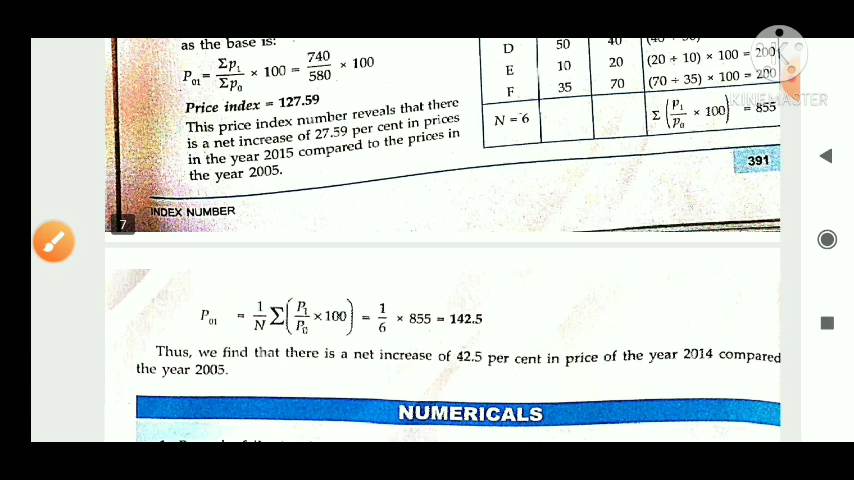 as the base is:
P₀₁ = Σp₁ / Σp₀ × 100 = 740 / 580 × 100
Price index = 127.59
This price index number reveals that there
is a net increase of 27.59 per cent in prices
in the year 2015 compared to the prices in
the year 2005.
D 50 40
E 10 20 (20 ÷ 10) × 100 = 200
F 35 70 (70 ÷ 35) × 100 = 200
N = 6 Σ (p₁ / p₀ × 100) = 855
KINEMASTER
391
INDEX NUMBER
7
P₀₁ = 1/N Σ (P₁/P₀ × 100) = 1/6 × 855 = 142.5
Thus, we find that there is a net increase of 42.5 per cent in price of the year 2014 compared
the year 2005.
NUMERICALS